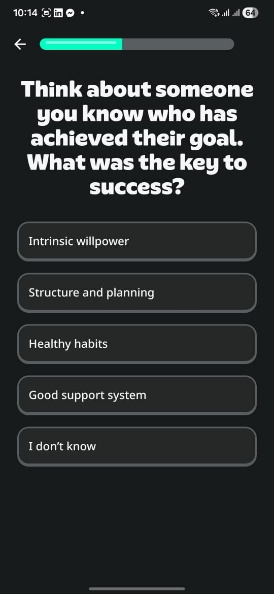 10:14
64
Think about someone
you know who has
achieved their goal.
What was the key to
success?
Intrinsic willpower
Structure and planning
Healthy habits
Good support system
I don't know